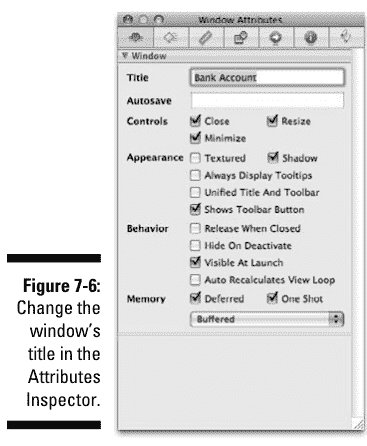 Window Attributes
Window
Title Bank Account
Autosave
Controls Close Resize
Minimize
Appearance Textured Shadow
Always Display Tooltips
Unified Title And Toolbar
Shows Toolbar Button
Behavior Release When Closed
Hide On Deactivate
Visible At Launch
Auto Recalculates View Loop
Memory Deferred One Shot
Buffered
Figure 7-6:
Change the
window's
title in the
Attributes
Inspector.